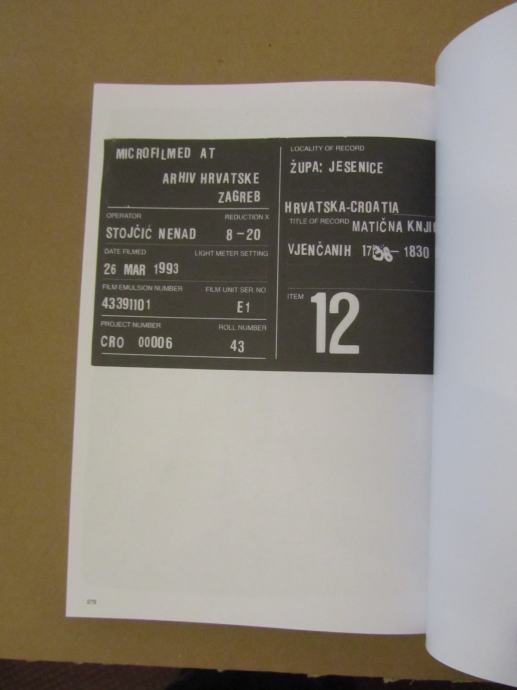 MICROFILMED AT
ARHIV HRVATSKE
ZAGREB
OPERATOR REDUCTION X
STOJČIĆ NENAD 8-20
DATE FILMED LIGHT METER SETTING
26 MAR 1993
FILM EMULSION NUMBER FILM UNIT SER. NO.
43391101 E1
PROJECT NUMBER ROLL NUMBER
CRO 00006 43
LOCALITY OF RECORD
ŽUPA: JESENICE
HRVATSKA-CROATIA
TITLE OF RECORD MATIČNA
VJENČANIH – 1830
ITEM
12